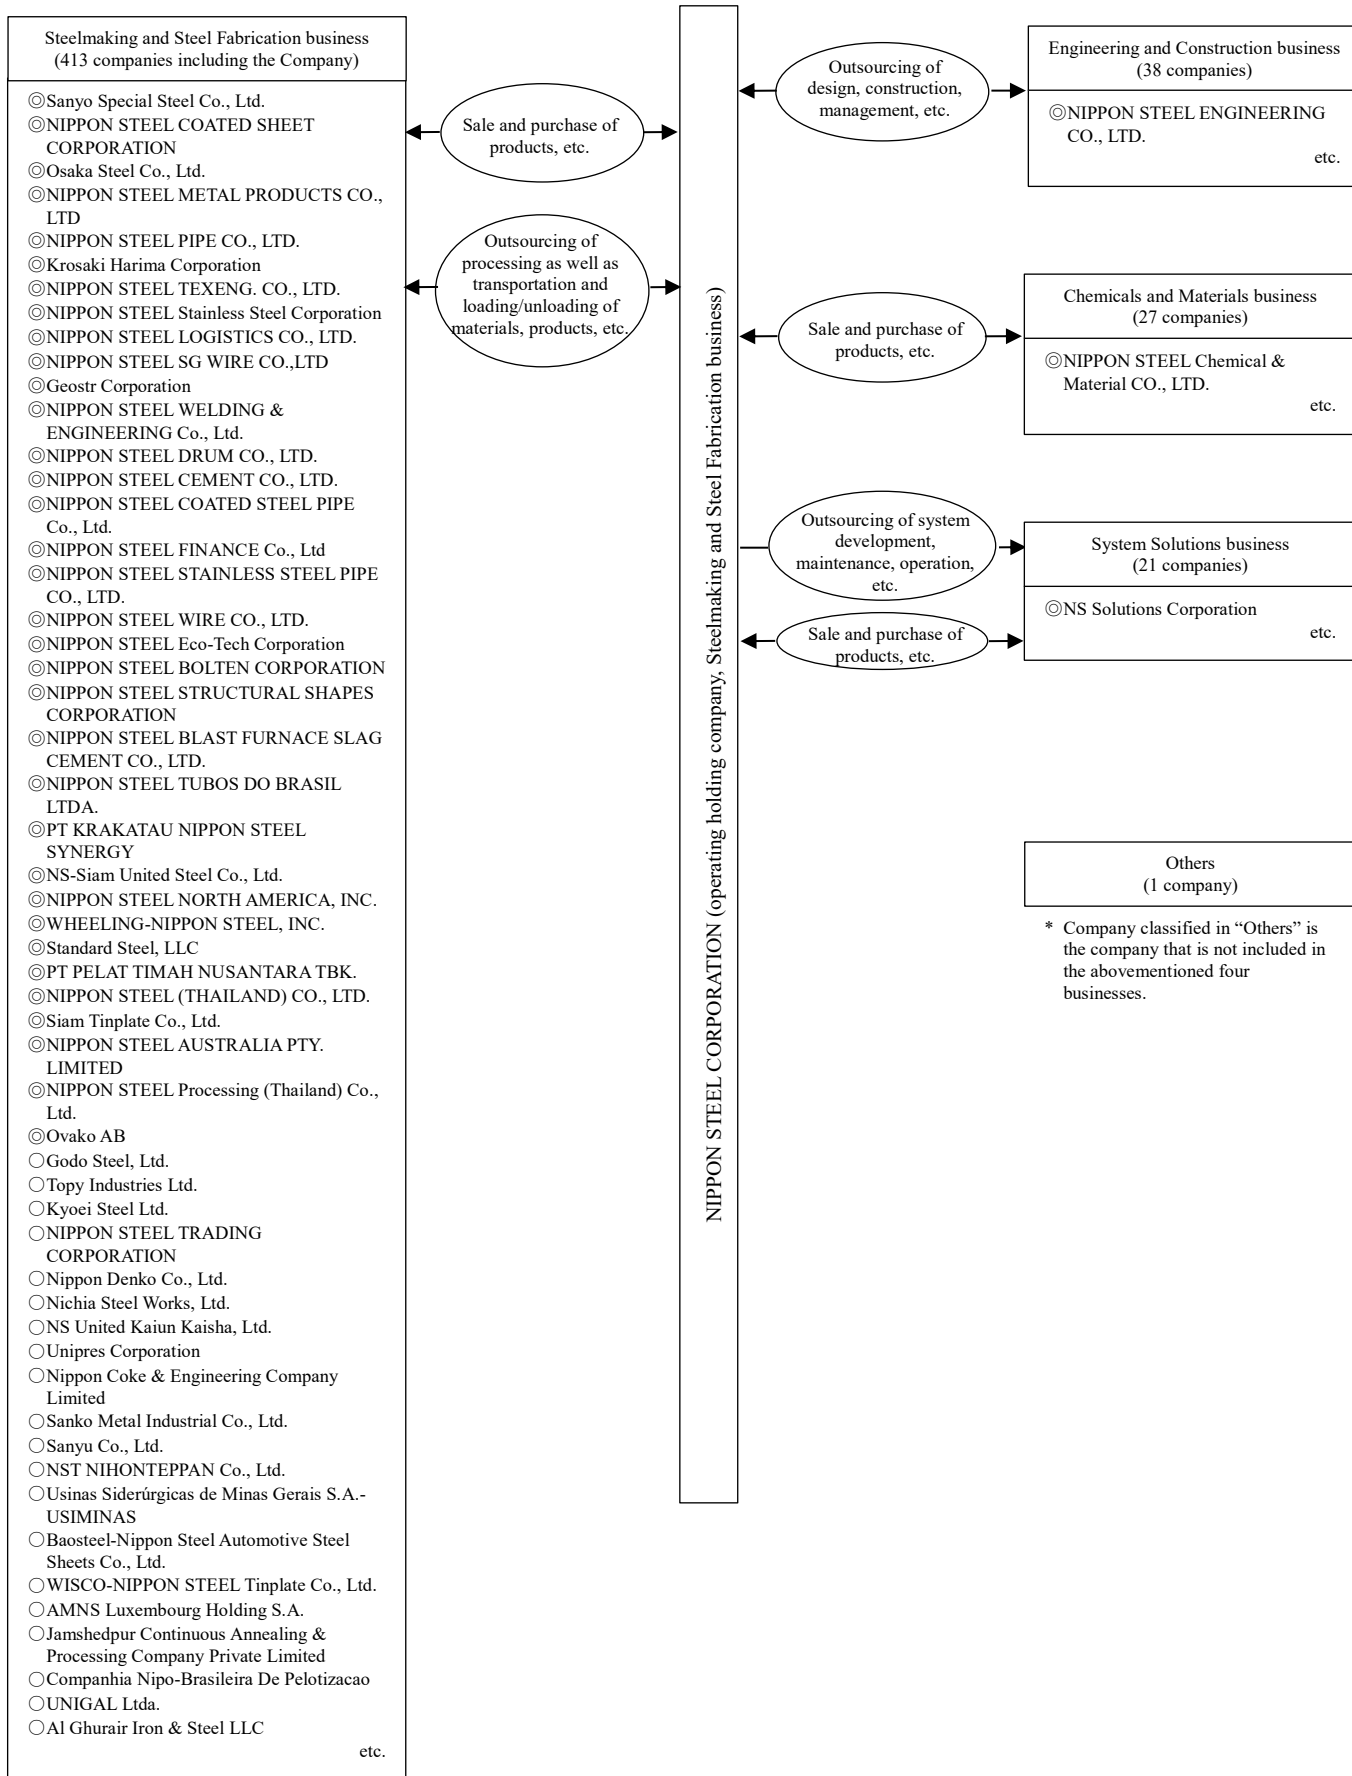 Steelmaking and Steel Fabrication business
(413 companies including the Company)
◎Sanyo Special Steel Co., Ltd.
◎NIPPON STEEL COATED SHEET
CORPORATION
◎Osaka Steel Co., Ltd.
◎NIPPON STEEL METAL PRODUCTS CO.,
LTD
◎NIPPON STEEL PIPE CO., LTD.
◎Krosaki Harima Corporation
◎NIPPON STEEL TEXENG. CO., LTD.
◎NIPPON STEEL Stainless Steel Corporation
◎NIPPON STEEL LOGISTICS CO., LTD.
◎NIPPON STEEL SG WIRE CO.,LTD
◎Geostr Corporation
◎NIPPON STEEL WELDING &
ENGINEERING Co., Ltd.
◎NIPPON STEEL DRUM CO., LTD.
◎NIPPON STEEL CEMENT CO., LTD.
◎NIPPON STEEL COATED STEEL PIPE
Co., Ltd.
◎NIPPON STEEL FINANCE Co., Ltd
◎NIPPON STEEL STAINLESS STEEL PIPE
CO., LTD.
◎NIPPON STEEL WIRE CO., LTD.
◎NIPPON STEEL Eco-Tech Corporation
◎NIPPON STEEL BOLTEN CORPORATION
◎NIPPON STEEL STRUCTURAL SHAPES
CORPORATION
◎NIPPON STEEL BLAST FURNACE SLAG
CEMENT CO., LTD.
◎NIPPON STEEL TUBOS DO BRASIL
LTDA.
◎PT KRAKATAU NIPPON STEEL
SYNERGY
◎NS-Siam United Steel Co., Ltd.
◎NIPPON STEEL NORTH AMERICA, INC.
◎WHEELING-NIPPON STEEL, INC.
◎Standard Steel, LLC
◎PT PELAT TIMAH NUSANTARA TBK.
◎NIPPON STEEL (THAILAND) CO., LTD.
◎Siam Tinplate Co., Ltd.
◎NIPPON STEEL AUSTRALIA PTY.
LIMITED
◎NIPPON STEEL Processing (Thailand) Co.,
Ltd.
◎Ovako AB
○Godo Steel, Ltd.
○Topy Industries Ltd.
○Kyoei Steel Ltd.
○NIPPON STEEL TRADING
CORPORATION
○Nippon Denko Co., Ltd.
○Nichia Steel Works, Ltd.
○NS United Kaiun Kaisha, Ltd.
○Unipres Corporation
○Nippon Coke & Engineering Company
Limited
○Sanko Metal Industrial Co., Ltd.
○Sanyu Co., Ltd.
○NST NIHONTEPPAN Co., Ltd.
○Usinas Siderúrgicas de Minas Gerais S.A.-
USIMINAS
○Baosteel-Nippon Steel Automotive Steel
Sheets Co., Ltd.
○WISCO-NIPPON STEEL Tinplate Co., Ltd.
○AMNS Luxembourg Holding S.A.
○Jamshedpur Continuous Annealing &
Processing Company Private Limited
○Companhia Nipo-Brasileira De Pelotizacao
○UNIGAL Ltda.
○Al Ghurair Iron & Steel LLC
etc.
Sale and purchase of
products, etc.
Outsourcing of
processing as well as
transportation and
loading/unloading of
materials, products, etc.
NIPPON STEEL CORPORATION (operating holding company, Steelmaking and Steel Fabrication business)
Outsourcing of
design, construction,
management, etc.
Engineering and Construction business
(38 companies)
◎NIPPON STEEL ENGINEERING
CO., LTD.
etc.
Sale and purchase of
products, etc.
Chemicals and Materials business
(27 companies)
◎NIPPON STEEL Chemical &
Material CO., LTD.
etc.
Outsourcing of system
development,
maintenance, operation,
etc.
Sale and purchase of
products, etc.
System Solutions business
(21 companies)
◎NS Solutions Corporation
etc.
Others
(1 company)
* Company classified in “Others” is
the company that is not included in
the abovementioned four
businesses.